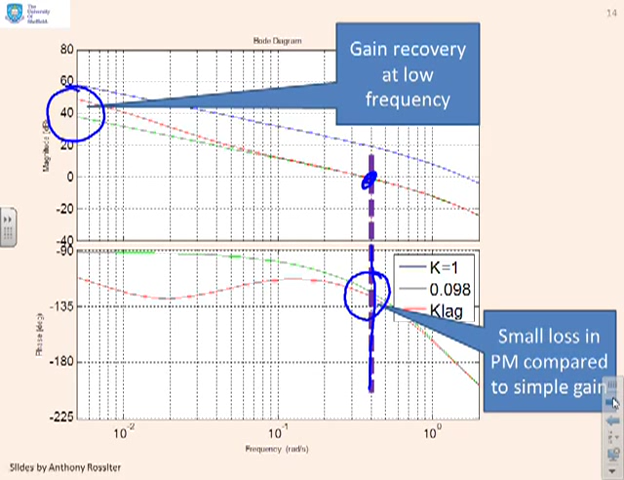 The
University
Of
Sheffield.
14
Bode Diagram
Gain recovery
at low
frequency
80
60
40
20
0
-20
-40
Magnitude (dB)
-90
-135
-180
-225
Phase (deg)
K=1
0.098
Klag
Small loss in
PM compared
to simple gain
10-2
10-1
100
Frequency (rad/s)
Slides by Anthony Rossiter